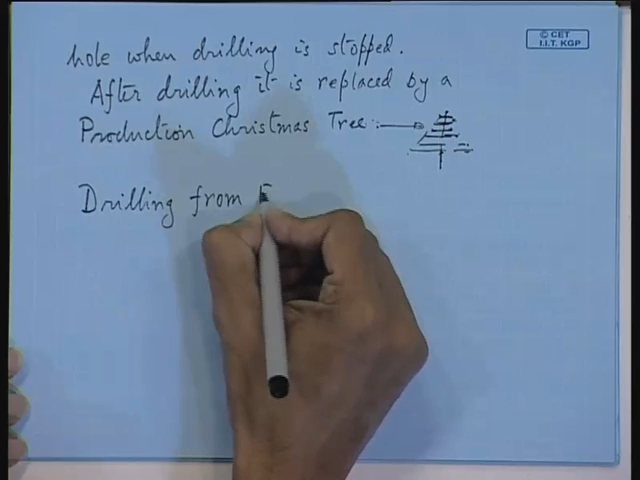 hole when drilling is stopped.
© CET
I.I.T. KGP
After drilling it is replaced by a
Production Christmas Tree:
Drilling from